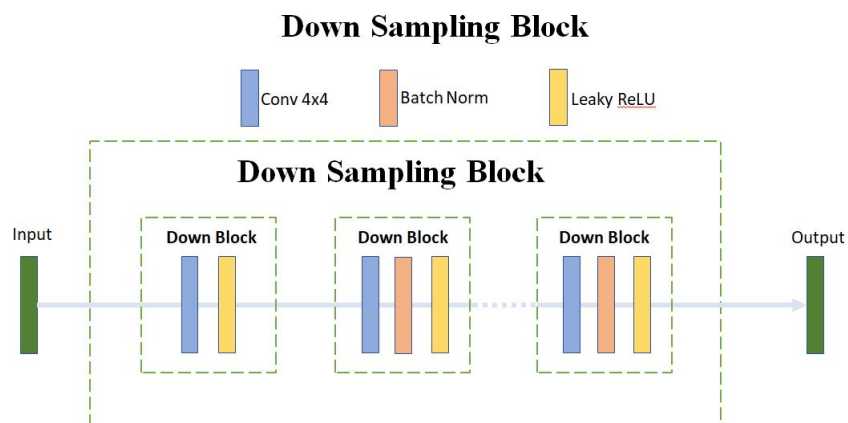 Down Sampling Block
Conv 4x4 Batch Norm Leaky ReLU
Down Sampling Block
Input Down Block Down Block Down Block Output